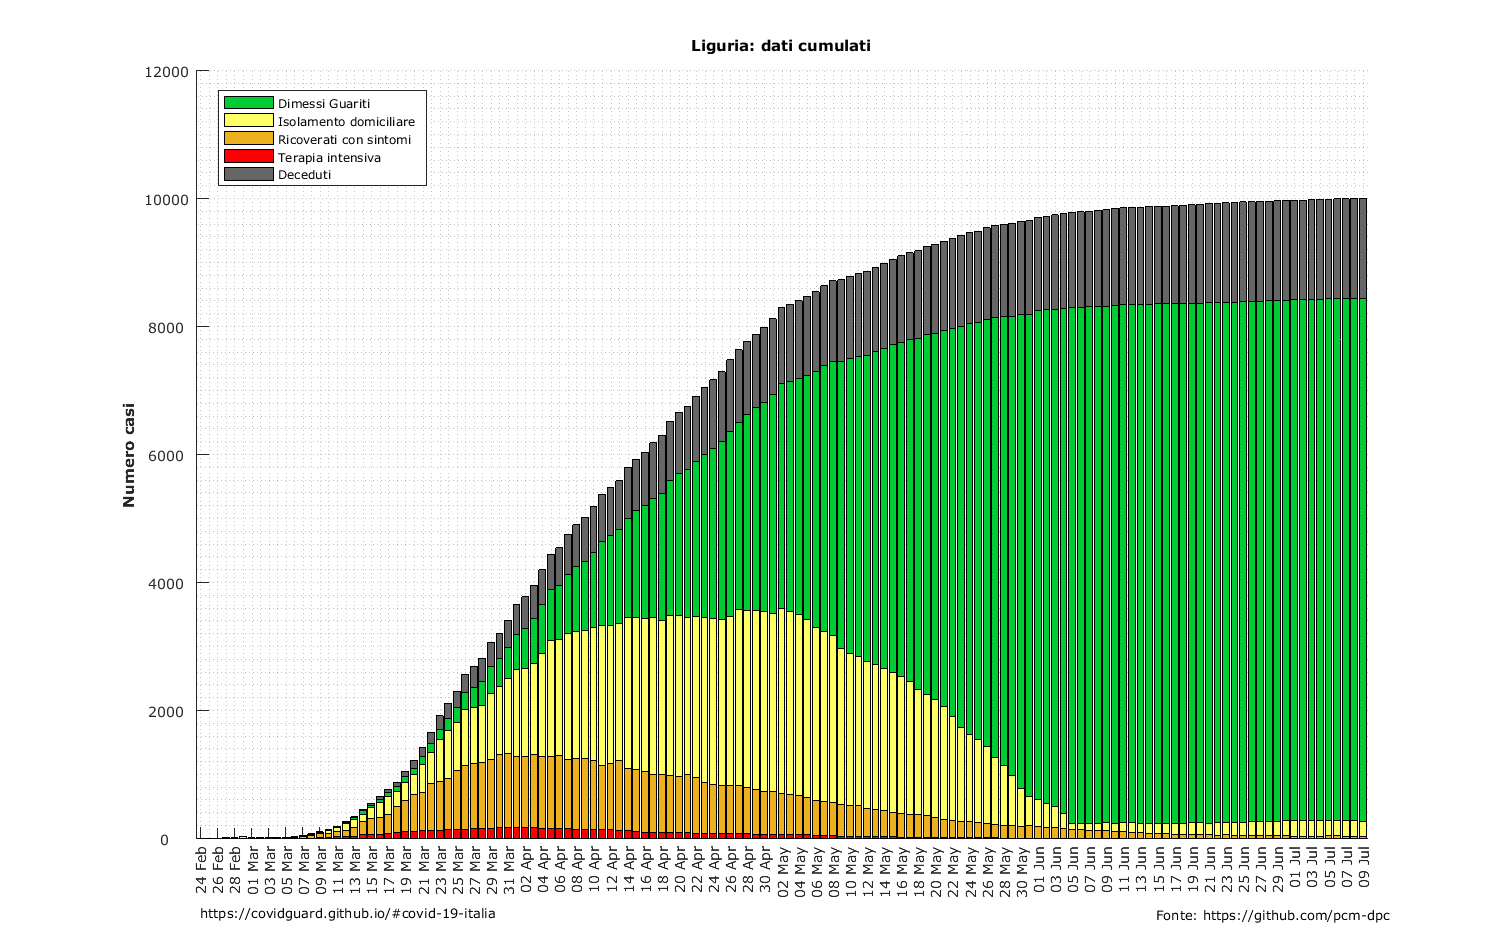 Liguria: dati cumulati
12000
10000
8000
6000
4000
2000
0
Numero casi
Dimessi Guariti
Isolamento domiciliare
Ricoverati con sintomi
Terapia intensiva
Deceduti
24 Feb
26 Feb
28 Feb
01 Mar
03 Mar
05 Mar
07 Mar
09 Mar
11 Mar
13 Mar
15 Mar
17 Mar
19 Mar
21 Mar
23 Mar
25 Mar
27 Mar
29 Mar
31 Mar
02 Apr
04 Apr
06 Apr
08 Apr
10 Apr
12 Apr
14 Apr
16 Apr
18 Apr
20 Apr
22 Apr
24 Apr
26 Apr
28 Apr
30 Apr
02 May
04 May
06 May
08 May
10 May
12 May
14 May
16 May
18 May
20 May
22 May
24 May
26 May
28 May
30 May
01 Jun
03 Jun
05 Jun
07 Jun
09 Jun
11 Jun
13 Jun
15 Jun
17 Jun
19 Jun
21 Jun
23 Jun
25 Jun
27 Jun
29 Jun
01 Jul
03 Jul
05 Jul
07 Jul
09 Jul
https://covidguard.github.io/#covid-19-italia
Fonte: https://github.com/pcm-dpc